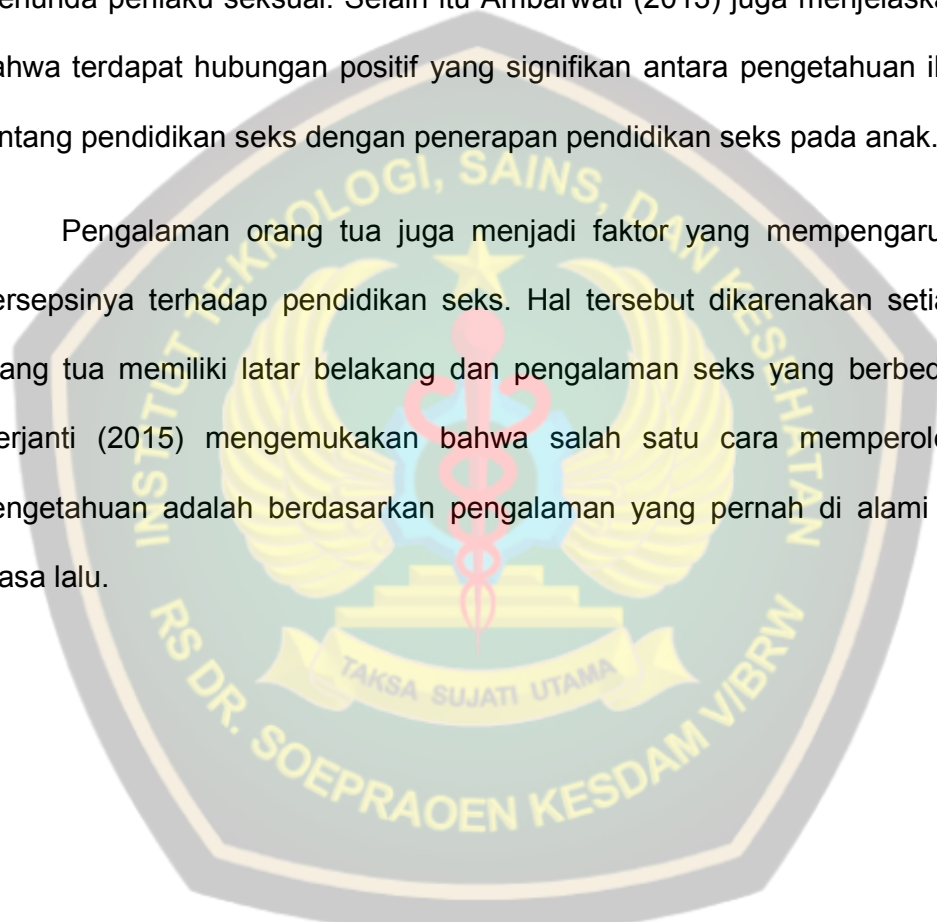 enunda perilaku seksual. Selain itu Ambarwati juga menjelaska
ahwa terdapat hubungan positif yang signifikan antara pengetahuan i
ntang pendidikan seks dengan penerapan pendidikan seks pada anak.
Pengalaman orang tua juga menjadi faktor yang mempengaru
ersepsinya terhadap pendidikan seks. Hal tersebut dikarenakan setia
ang tua memiliki latar belakang dan pengalaman seks yang berbed
erjanti (2015) mengemukakan bahwa salah satu cara memperole
engetahuan adalah berdasarkan pengalaman yang pernah di alami
asa lalu.
INSTITUT TEKNOLOGI, SAINS, DAN KESEHATAN
TAKSA SUJATI UTAMA
RS DR. SOEPRAOEN KESDAM V/BRW